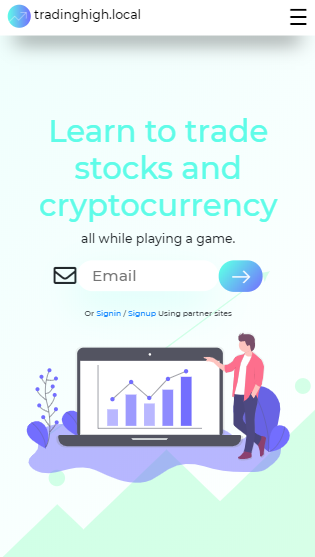 tradinghigh.local
Learn to trade
stocks and
cryptocurrency
all while playing a game.
Email
Or Signin / Signup Using partner sites